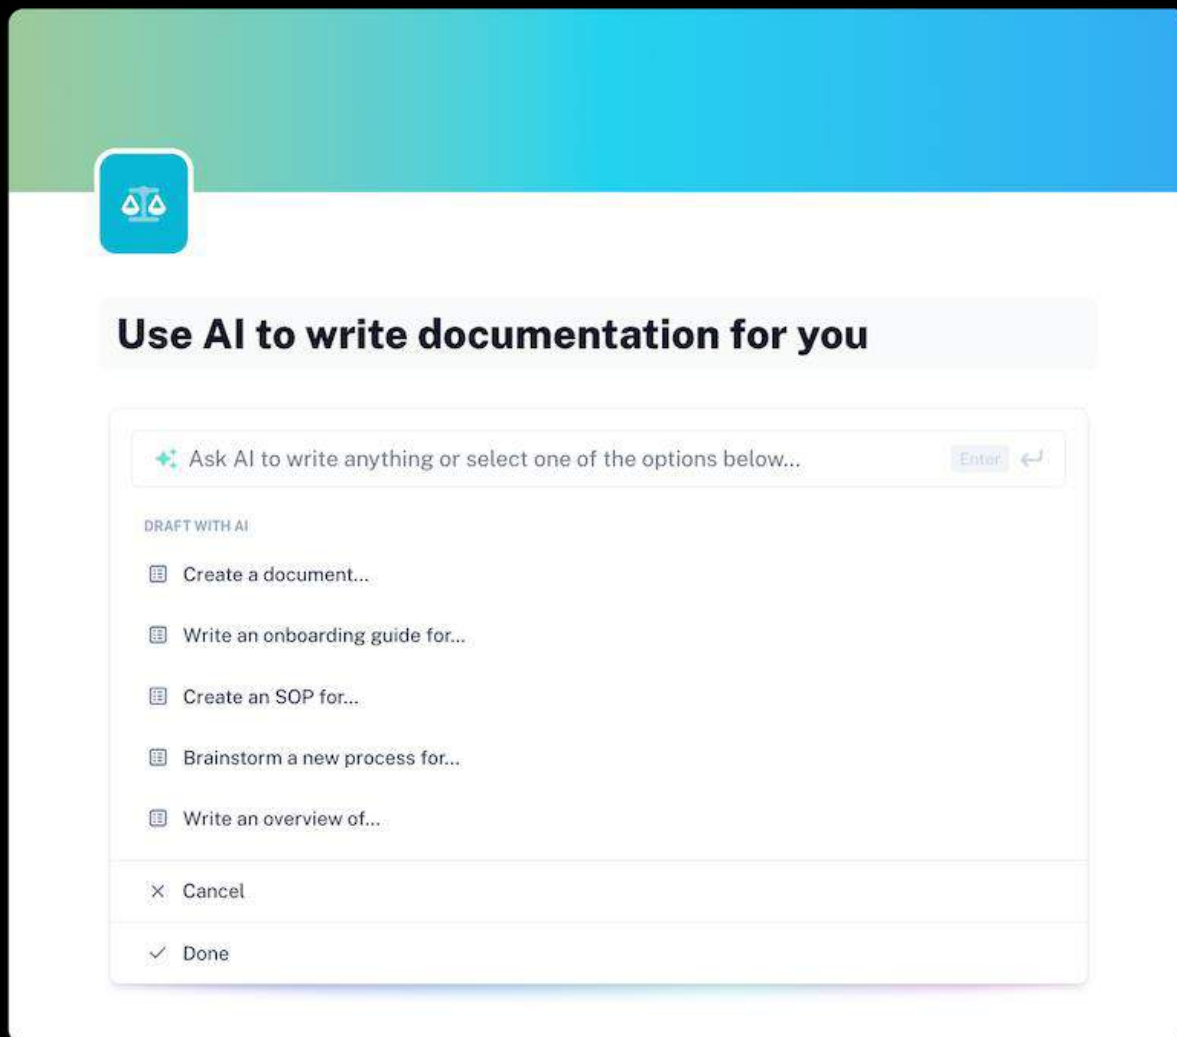 Use AI to write documentation for you
Ask AI to write anything or select one of the options below... Enter
DRAFT WITH AI
Create a document...
Write an onboarding guide for...
Create an SOP for...
Brainstorm a new process for...
Write an overview of...
Cancel
Done